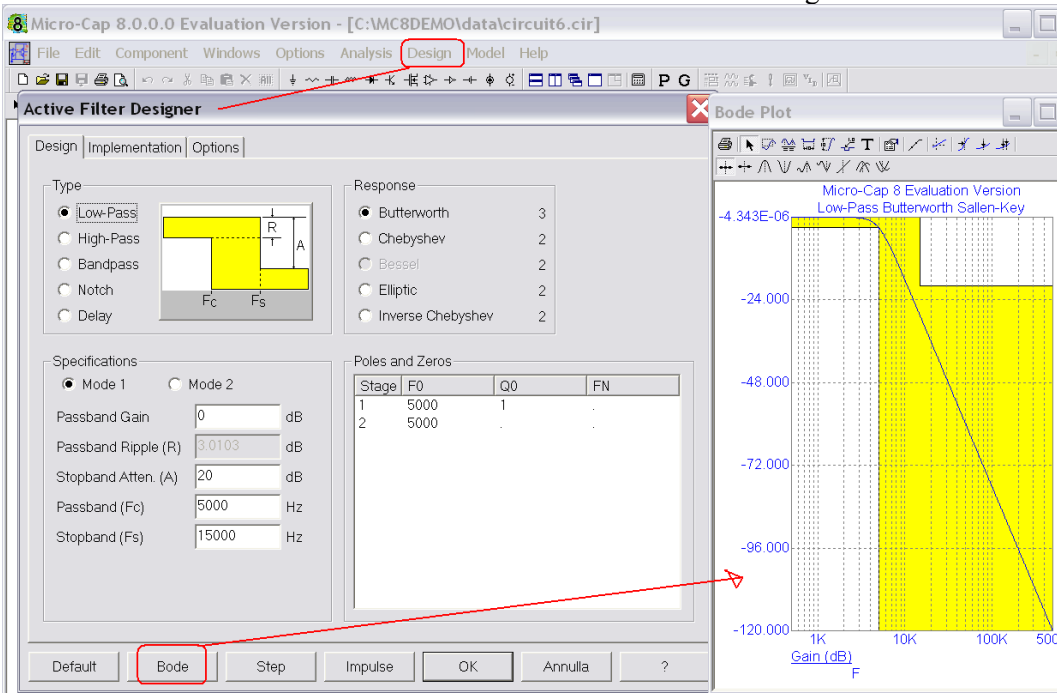 Micro-Cap 8.0.0.0 Evaluation Version - [C:\MC8DEMO\data\circuit6.cir]
File Edit Component Windows Options Analysis Design Model Help
P G
Active Filter Designer
Design Implementation Options
Type
Low-Pass
High-Pass
Bandpass
Notch
Delay
R
A
Fc Fs
Response
Butterworth 3
Chebyshev 2
Bessel 2
Elliptic 2
Inverse Chebyshev 2
Specifications
Mode 1 Mode 2
Passband Gain 0 dB
Passband Ripple (R) 3.0103 dB
Stopband Atten. (A) 20 dB
Passband (Fc) 5000 Hz
Stopband (Fs) 15000 Hz
Poles and Zeros
Stage F0 Q0 FN
1 5000 1 .
2 5000 . .
Default Bode Step Impulse OK Annulla ?
Bode Plot
T
Micro-Cap 8 Evaluation Version
Low-Pass Butterworth Sallen-Key
-4.343E-06
-24.000
-48.000
-72.000
-96.000
-120.000
1K 10K 100K 500
Gain (dB)
F